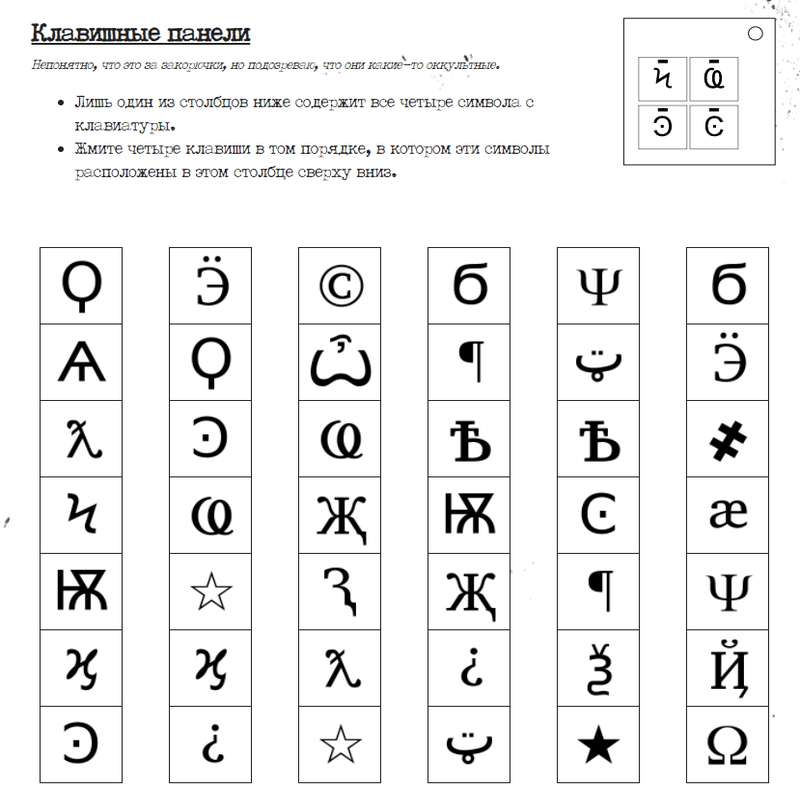 Клавишные панели
Непонятно, что это за закорючки, но подозреваю, что они какие-то оккультные.
• Лишь один из столбцов ниже содержит все четыре символа с
клавиатуры.
• Жмите четыре клавиши в том порядке, в котором эти символы
расположены в этом столбце сверху вниз.
Ϟ Ҩ
Ͽ Ͼ
Ϙ Ӭ © Ϭ Ψ Ϭ
Ѧ Ϙ Ѽ ¶ ټ Ӭ
ƛ Ͽ Ҩ Ѣ Ѣ ҂
Ϟ Ҩ Җ Ѭ Ͼ æ
Ѭ ☆ Ԇ Җ ¶ Ψ
ϗ ϗ ƛ ¿ Ѯ Ҋ
Ͽ ¿ ☆ ټ ★ Ω